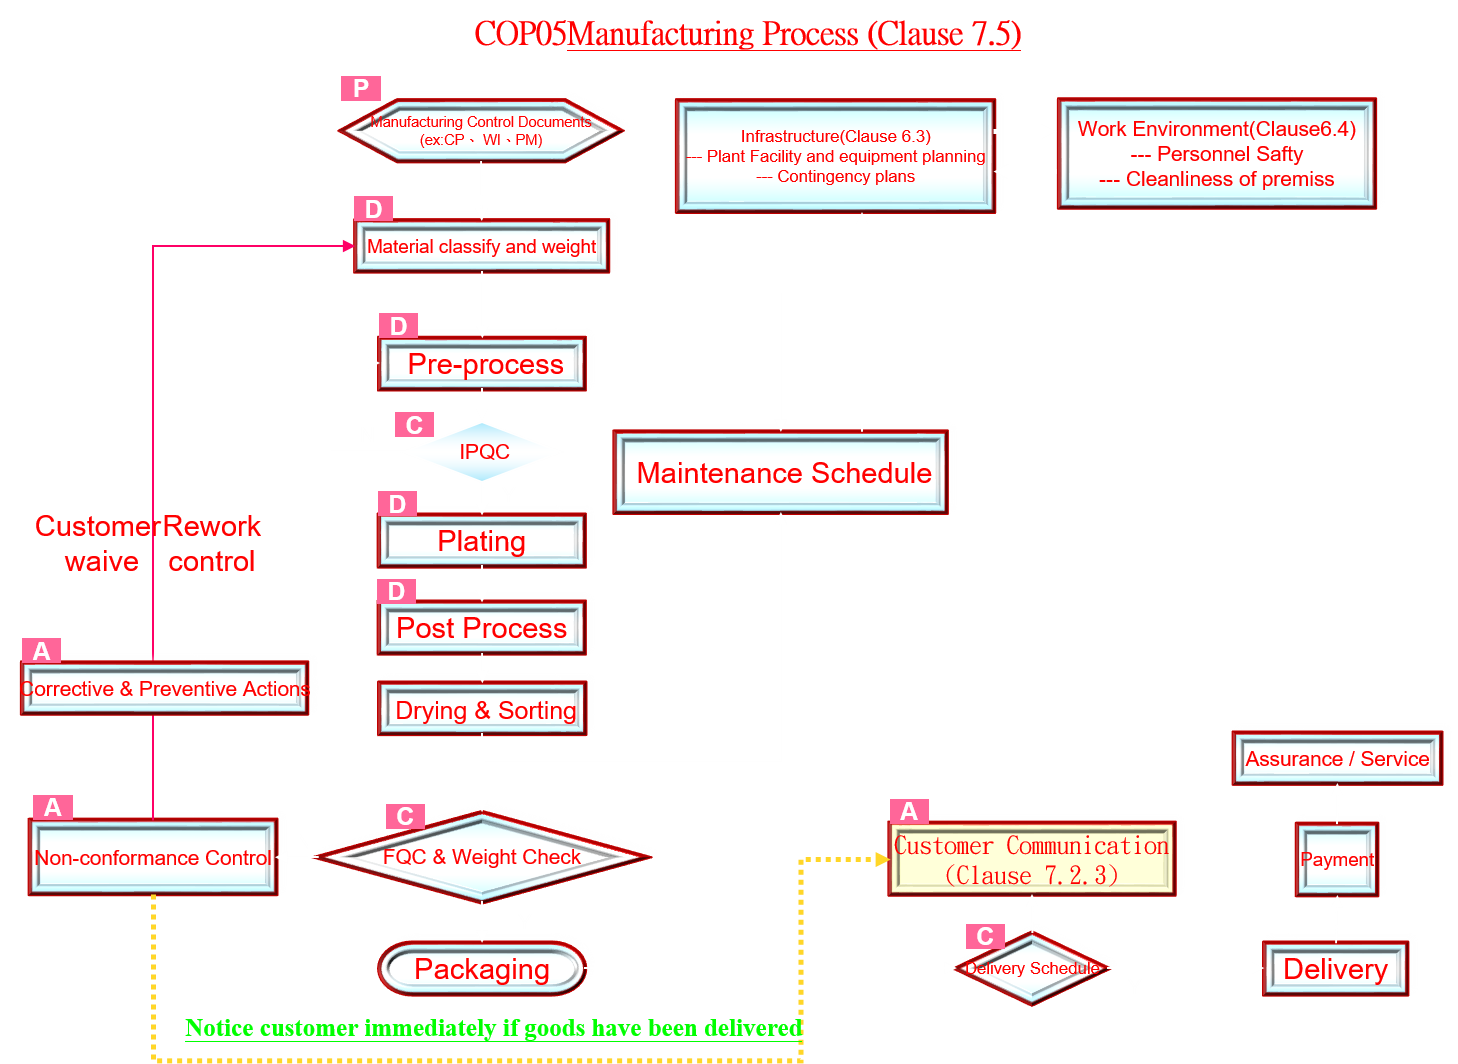 COP05Manufacturing Process (Clause 7.5)
P
Manufacturing Control Documents
(ex:CP、WI、PM)
Infrastructure(Clause 6.3)
--- Plant Facility and equipment planning
--- Contingency plans
Work Environment(Clause6.4)
--- Personnel Safty
--- Cleanliness of premiss
D
Material classify and weight
D
Pre-process
C
IPQC
Maintenance Schedule
D
Plating
Customer
waive
Rework
control
D
Post Process
A
Corrective & Preventive Actions
Drying & Sorting
Assurance / Service
A
Non-conformance Control
C
FQC & Weight Check
A
Customer Communication
(Clause 7.2.3)
Payment
Packaging
C
Delivery Schedule
Delivery
Notice customer immediately if goods have been delivered